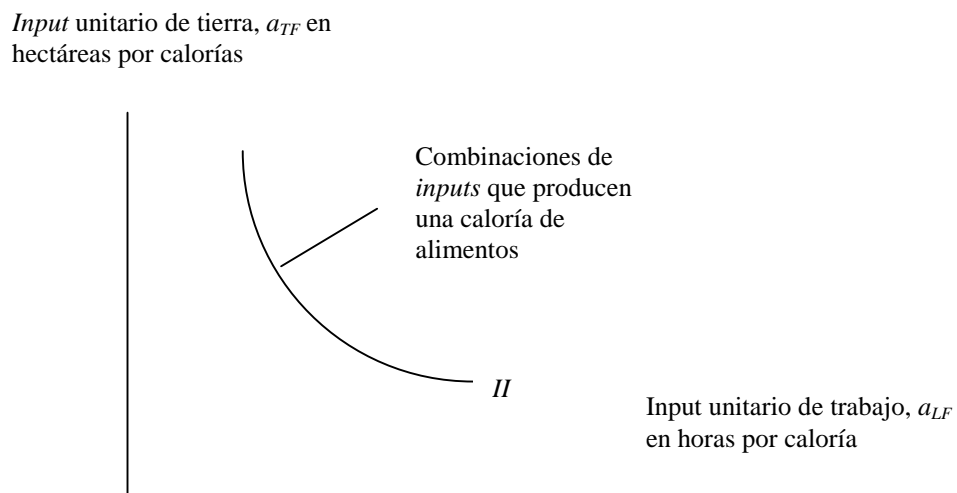 Input unitario de tierra, aTF en
hectáreas por calorías
Combinaciones de
inputs que producen
una caloría de
alimentos
II
Input unitario de trabajo, aLF
en horas por caloría